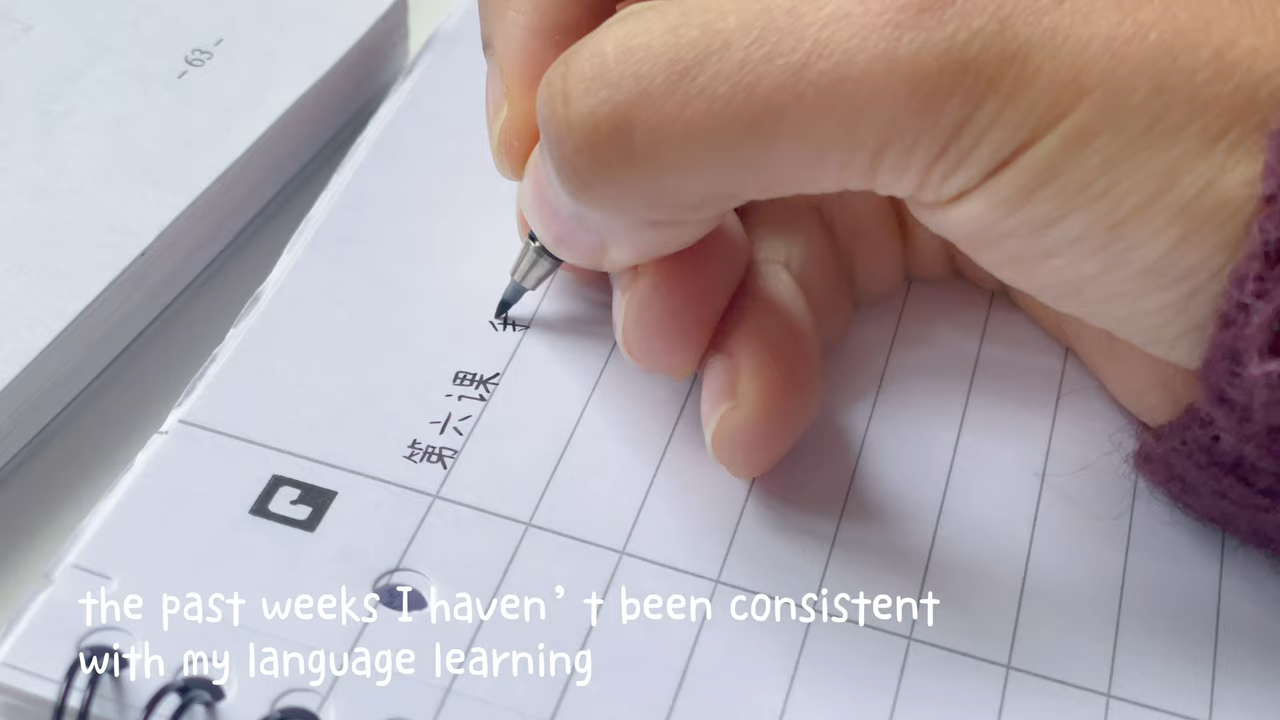 - 63 -
第六课
the past weeks I haven't been consistent
with my language learning